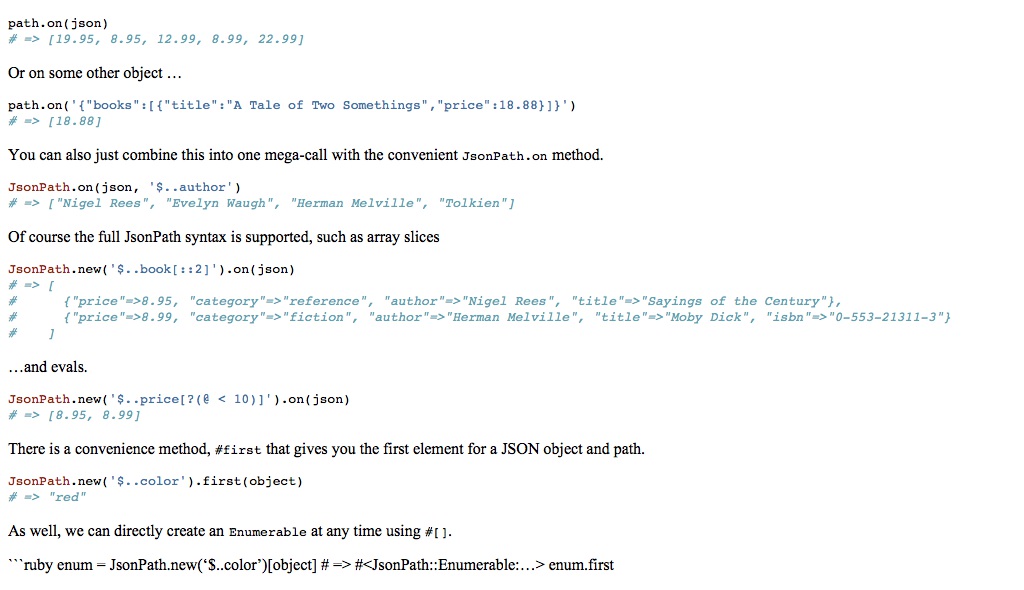 path.on(json)
# => [19.95, 8.95, 12.99, 8.99, 22.99]
Or on some other object …
path.on('{"books":[{"title":"A Tale of Two Somethings","price":18.88}]}')
# => [18.88]
You can also just combine this into one mega-call with the convenient JsonPath.on method.
JsonPath.on(json, '$..author')
# => ["Nigel Rees", "Evelyn Waugh", "Herman Melville", "Tolkien"]
Of course the full JsonPath syntax is supported, such as array slices
JsonPath.new('$..book[::2]').on(json)
# => [
#      {"price"=>8.95, "category"=>"reference", "author"=>"Nigel Rees", "title"=>"Sayings of the Century"},
#      {"price"=>8.99, "category"=>"fiction", "author"=>"Herman Melville", "title"=>"Moby Dick", "isbn"=>"0-553-21311-3"}
#    ]
…and evals.
JsonPath.new('$..price[?(@ < 10)]').on(json)
# => [8.95, 8.99]
There is a convenience method, #first that gives you the first element for a JSON object and path.
JsonPath.new('$..color').first(object)
# => "red"
As well, we can directly create an Enumerable at any time using #[].
```ruby enum = JsonPath.new(‘$..color’)[object] # => #<JsonPath::Enumerable:…> enum.first